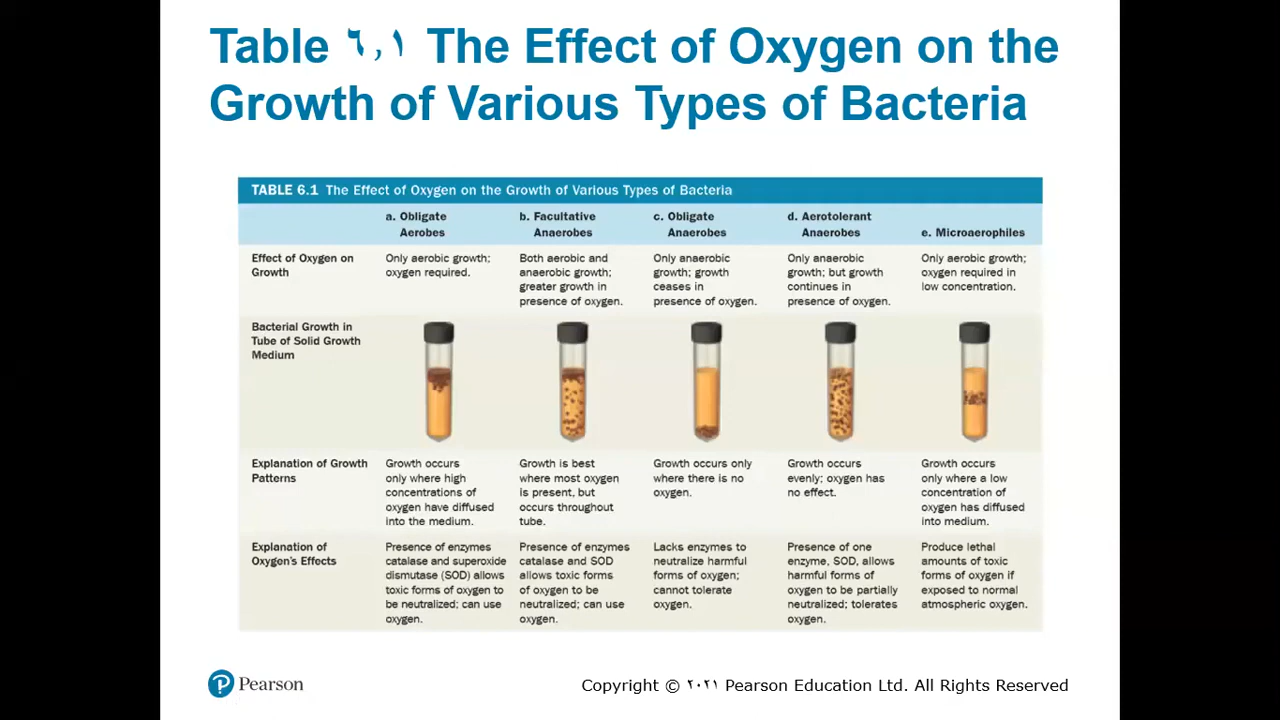 Table ٦.١ The Effect of Oxygen on the
Growth of Various Types of Bacteria
TABLE 6.1 The Effect of Oxygen on the Growth of Various Types of Bacteria
a. Obligate
Aerobes
b. Facultative
Anaerobes
c. Obligate
Anaerobes
d. Aerotolerant
Anaerobes
e. Microaerophiles
Effect of Oxygen on
Growth
Only aerobic growth;
oxygen required.
Both aerobic and
anaerobic growth;
greater growth in
presence of oxygen.
Only anaerobic
growth; growth
ceases in
presence of oxygen.
Only anaerobic
growth; but growth
continues in
presence of oxygen.
Only aerobic growth;
oxygen required in
low concentration.
Bacterial Growth in
Tube of Solid Growth
Medium
Explanation of Growth
Patterns
Growth occurs
only where high
concentrations of
oxygen have diffused
into the medium.
Growth is best
where most oxygen
is present, but
occurs throughout
tube.
Growth occurs only
where there is no
oxygen.
Growth occurs
evenly; oxygen has
no effect.
Growth occurs
only where a low
concentration of
oxygen has diffused
into medium.
Explanation of
Oxygen's Effects
Presence of enzymes
catalase and superoxide
dismutase (SOD) allows
toxic forms of oxygen to
be neutralized; can use
oxygen.
Presence of enzymes
catalase and SOD
allows toxic forms
of oxygen to be
neutralized; can use
oxygen.
Lacks enzymes to
neutralize harmful
forms of oxygen;
cannot tolerate
oxygen.
Presence of one
enzyme, SOD, allows
harmful forms of
oxygen to be partially
neutralized; tolerates
oxygen.
Produce lethal
amounts of toxic
forms of oxygen if
exposed to normal
atmospheric oxygen.
P Pearson
Copyright © ٢٠٢١ Pearson Education Ltd. All Rights Reserved